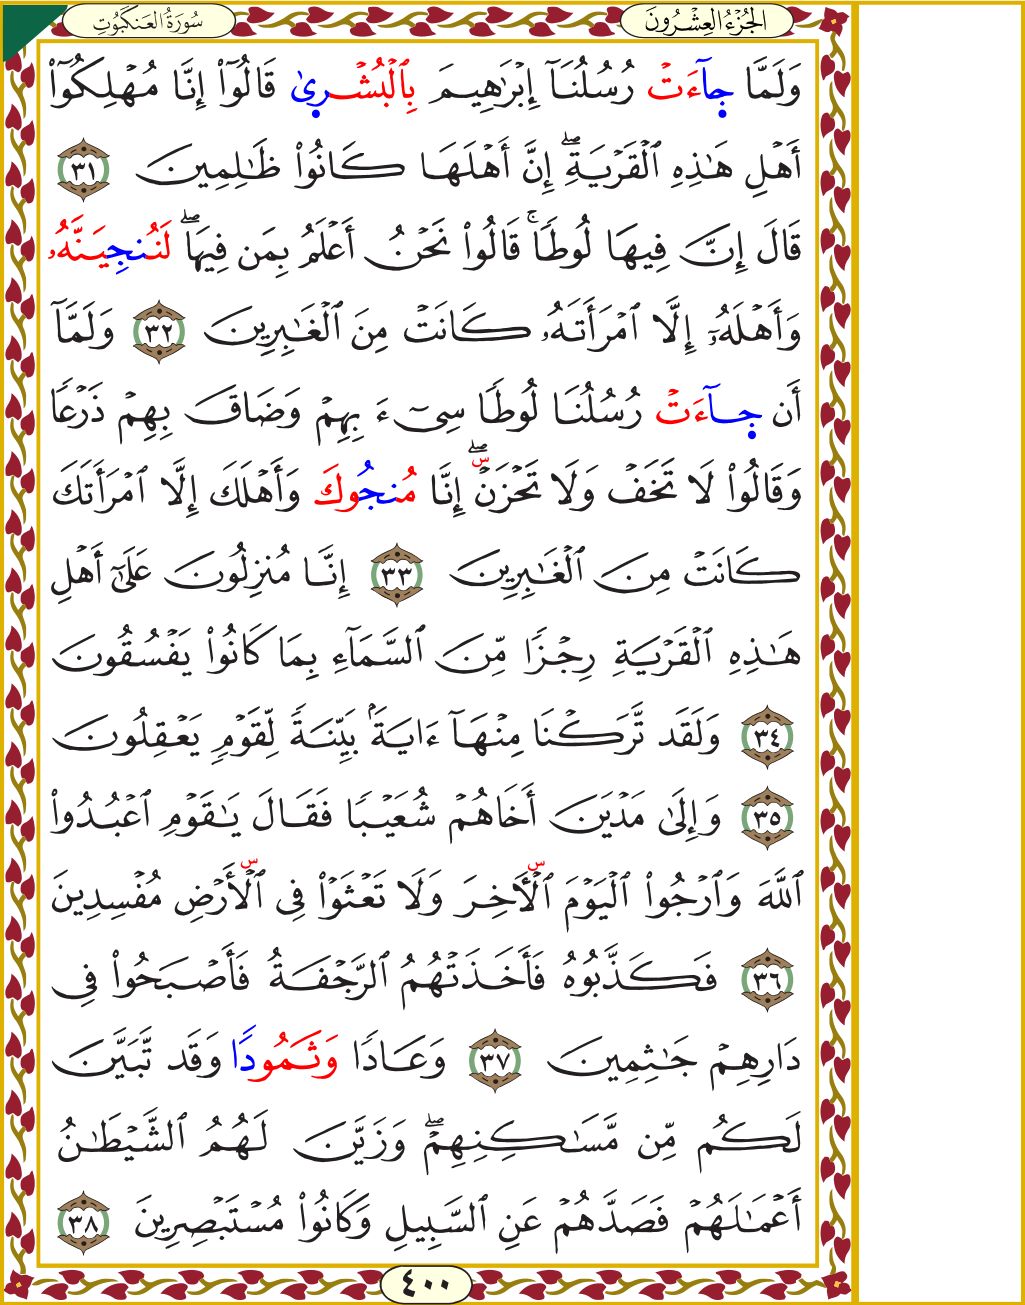 الجُزْءُ العِشْرُونَ
سُورَةُ العَنكَبُوتِ
وَلَمَّا جَآءَتْ رُسُلُنَآ إِبْرَٰهِيمَ بِٱلْبُشْرِىٰ قَالُوٓا۟ إِنَّا مُهْلِكُوٓا۟
أَهْلِ هَٰذِهِ ٱلْقَرْيَةِۖ إِنَّ أَهْلَهَا كَانُوا۟ ظَٰلِمِينَ ٣١
قَالَ إِنَّ فِيهَا لُوطًاۚ قَالُوا۟ نَحْنُ أَعْلَمُ بِمَن فِيهَاۖ لَنُنجِيَنَّهُۥ
وَأَهْلَهُۥٓ إِلَّا ٱمْرَأَتَهُۥ كَانَتْ مِنَ ٱلْغَٰبِرِينَ ٣٢ وَلَمَّآ
أَن جَآءَتْ رُسُلُنَا لُوطًا سِىٓءَ بِهِمْ وَضَاقَ بِهِمْ ذَرْعًا
وَقَالُوا۟ لَا تَخَفْ وَلَا تَحْزَنْۖ إِنَّا مُنجُوكَ وَأَهْلَكَ إِلَّا ٱمْرَأَتَكَ
كَانَتْ مِنَ ٱلْغَٰبِرِينَ ٣٣ إِنَّا مُنزِلُونَ عَلَىٰٓ أَهْلِ
هَٰذِهِ ٱلْقَرْيَةِ رِجْزًا مِّنَ ٱلسَّمَآءِ بِمَا كَانُوا۟ يَفْسُقُونَ
٣٤ وَلَقَد تَّرَكْنَا مِنْهَآ ءَايَةًۢ بَيِّنَةً لِّقَوْمٍ يَعْقِلُونَ
٣٥ وَإِلَىٰ مَدْيَنَ أَخَاهُمْ شُعَيْبًا فَقَالَ يَٰقَوْمِ ٱعْبُدُوا۟
ٱللَّهَ وَٱرْجُوا۟ ٱلْيَوْمَ ٱلْأَخِرَ وَلَا تَعْثَوْا۟ فِى ٱلْأَرْضِ مُفْسِدِينَ
٣٦ فَكَذَّبُوهُ فَأَخَذَتْهُمُ ٱلرَّجْفَةُ فَأَصْبَحُوا۟ فِى
دَارِهِمْ جَٰثِمِينَ ٣٧ وَعَادًا وَثَمُودًا وَقَد تَّبَيَّنَ
لَكُم مِّن مَّسَٰكِنِهِمْۖ وَزَيَّنَ لَهُمُ ٱلشَّيْطَٰنُ
أَعْمَٰلَهُمْ فَصَدَّهُمْ عَنِ ٱلسَّبِيلِ وَكَانُوا۟ مُسْتَبْصِرِينَ ٣٨
٤٠٠